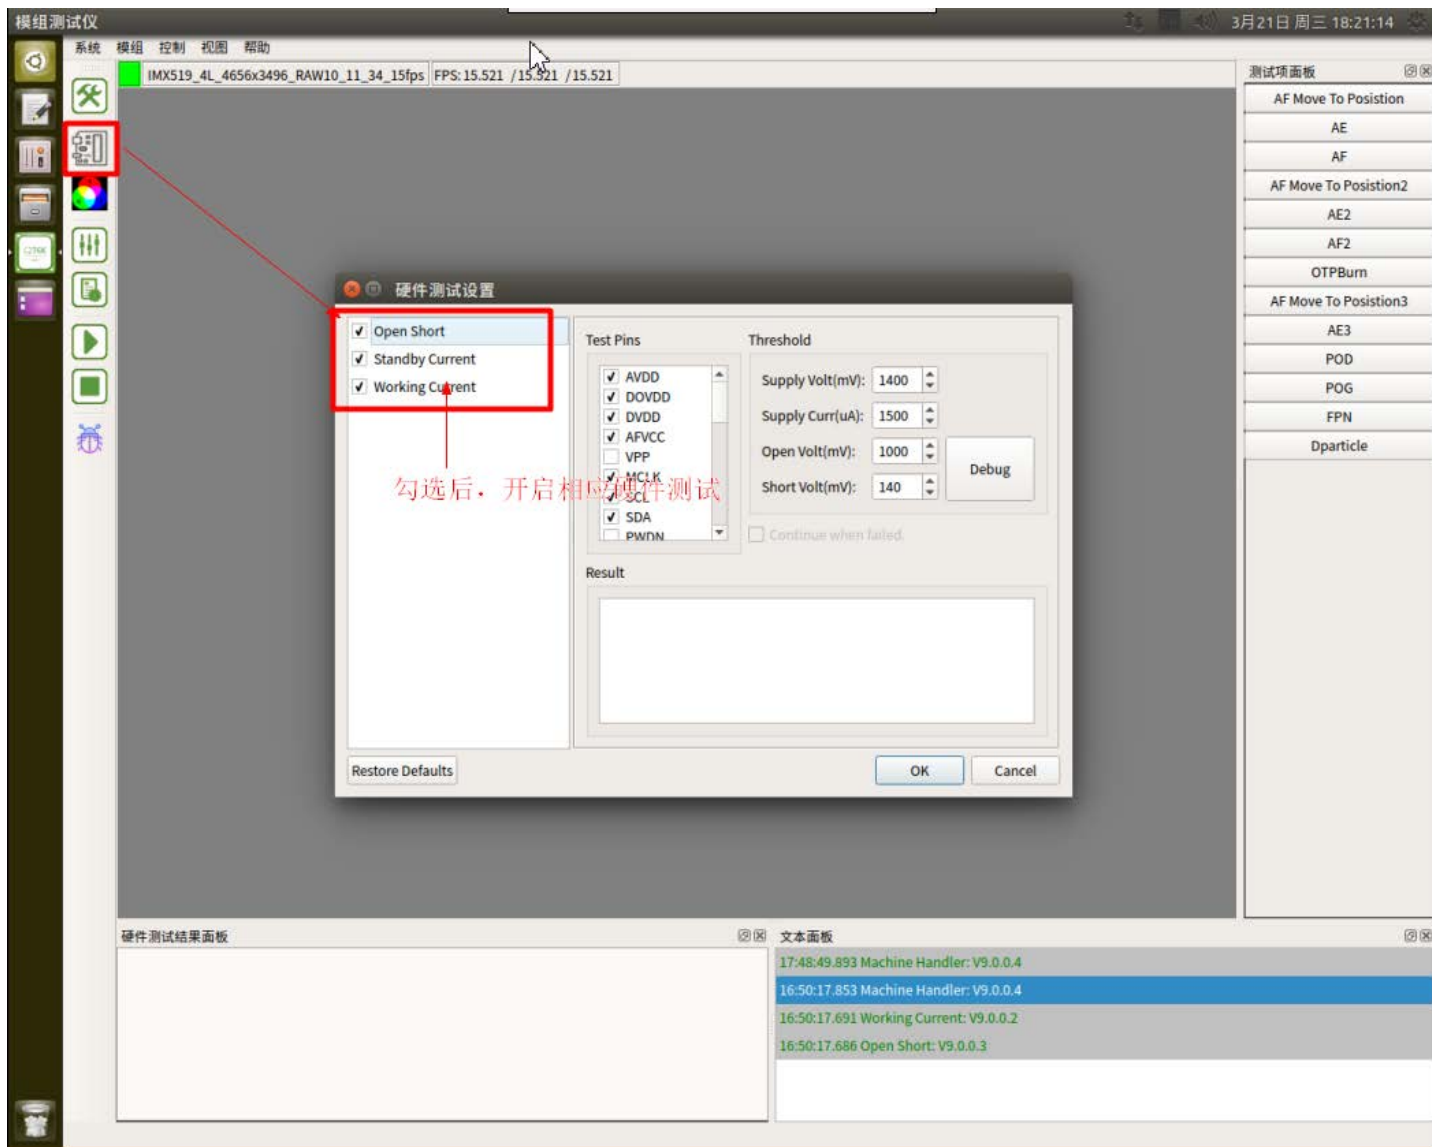 模组测试仪
3月21日 周三 18:21:14
系统 模组 控制 视图 帮助
IMX519_4L_4656x3496_RAW10_11_34_15fps FPS: 15.521 / 15.521 / 15.521
测试项面板
AF Move To Posistion
AE
AF
AF Move To Posistion2
AE2
AF2
OTPBurn
AF Move To Posistion3
AE3
POD
POG
FPN
Dparticle
硬件测试设置
Open Short
Standby Current
Working Current
Test Pins
AVDD
DOVDD
DVDD
AFVCC
VPP
MCLK
SCL
SDA
PWDN
勾选后，开启相应硬件测试
Threshold
Supply Volt(mV): 1400
Supply Curr(uA): 1500
Open Volt(mV): 1000
Short Volt(mV): 140
Debug
Continue when failed.
Result
Restore Defaults
OK
Cancel
硬件测试结果面板
文本面板
17:48:49.893 Machine Handler: V9.0.0.4
16:50:17.853 Machine Handler: V9.0.0.4
16:50:17.691 Working Current: V9.0.0.2
16:50:17.686 Open Short: V9.0.0.3